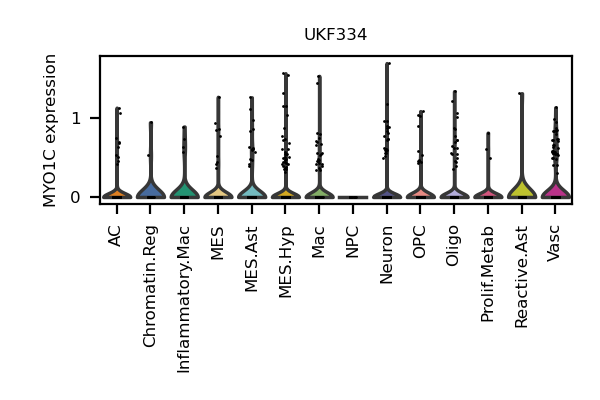 UKF334
MYO1C expression
1
0
AC
Chromatin.Reg
Inflammatory.Mac
MES
MES.Ast
MES.Hyp
Mac
NPC
Neuron
OPC
Oligo
Prolif.Metab
Reactive.Ast
Vasc